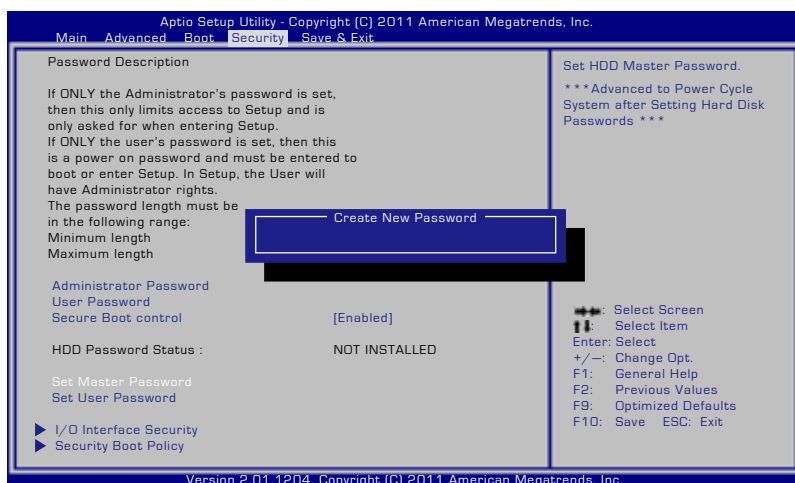 Aptio Setup Utility - Copyright (C) 2011 American Megatrends, Inc.
Main Advanced Boot Security Save & Exit
Password Description
If ONLY the Administrator's password is set,
then this only limits access to Setup and is
only asked for when entering Setup.
If ONLY the user's password is set, then this
is a power on password and must be entered to
boot or enter Setup. In Setup, the User will
have Administrator rights.
The password length must be
in the following range:
Minimum length
Maximum length
Create New Password
Administrator Password
User Password
Secure Boot control [Enabled]
HDD Password Status : NOT INSTALLED
Set Master Password
Set User Password
I/O Interface Security
Security Boot Policy
Set HDD Master Password.
***Advanced to Power Cycle
System after Setting Hard Disk
Passwords ***
: Select Screen
: Select Item
Enter: Select
+/—: Change Opt.
F1: General Help
F2: Previous Values
F9: Optimized Defaults
F10: Save ESC: Exit
Version 2.01.1204. Copyright (C) 2011 American Megatrends, Inc.